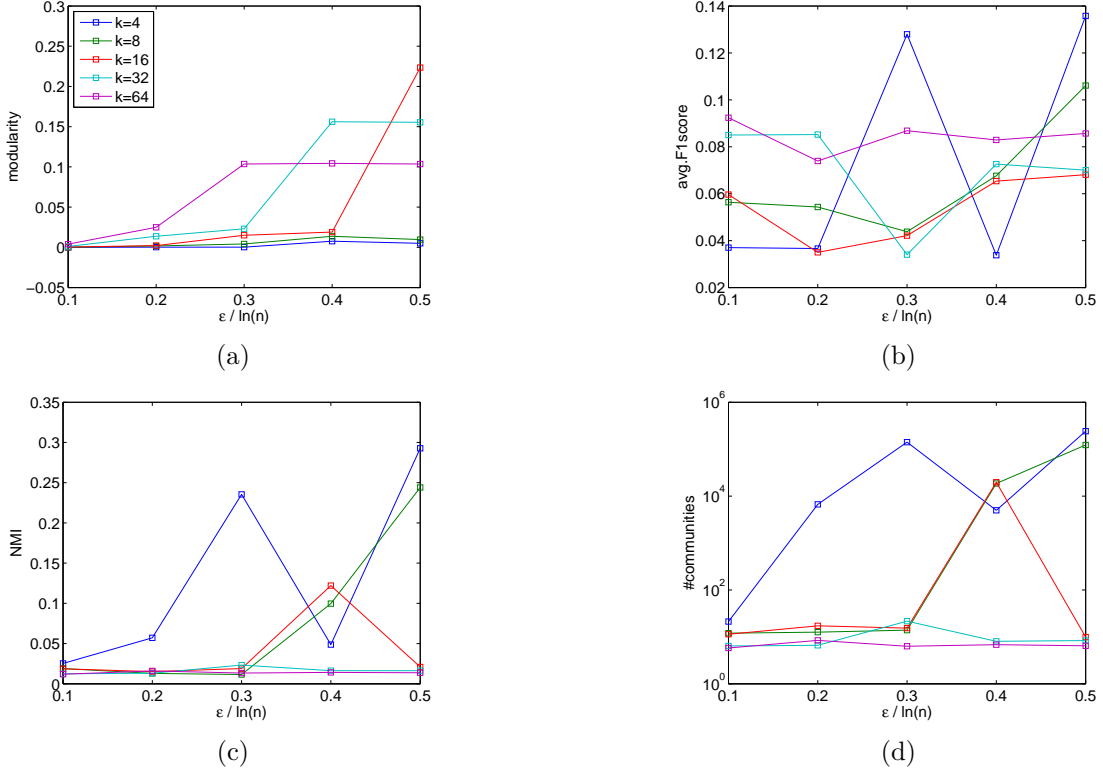 0.3
0.25
0.2
0.15
0.1
0.05
0
−0.05
modularity
k=4
k=8
k=16
k=32
k=64
0.1 0.2 0.3 0.4 0.5
ε / ln(n)
(a)
0.14
0.12
0.1
0.08
0.06
0.04
0.02
avg.F1score
0.1 0.2 0.3 0.4 0.5
ε / ln(n)
(b)
0.35
0.3
0.25
0.2
0.15
0.1
0.05
0
NMI
0.1 0.2 0.3 0.4 0.5
ε / ln(n)
(c)
10^6
10^4
10^2
10^0
#communities
0.1 0.2 0.3 0.4 0.5
ε / ln(n)
(d)